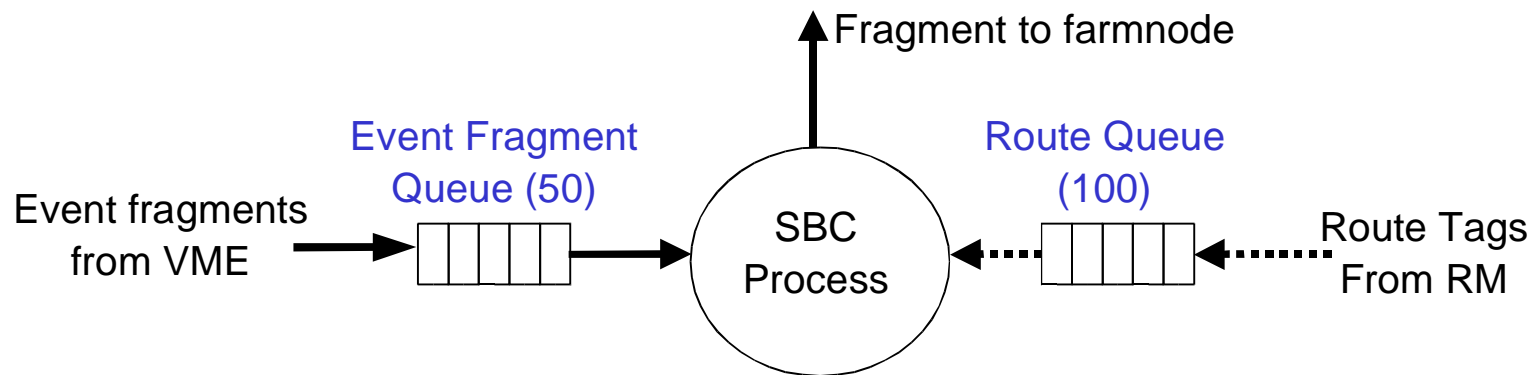 Fragment to farmnode
Event Fragment
Queue (50)
Route Queue
(100)
Event fragments
from VME
SBC
Process
Route Tags
From RM